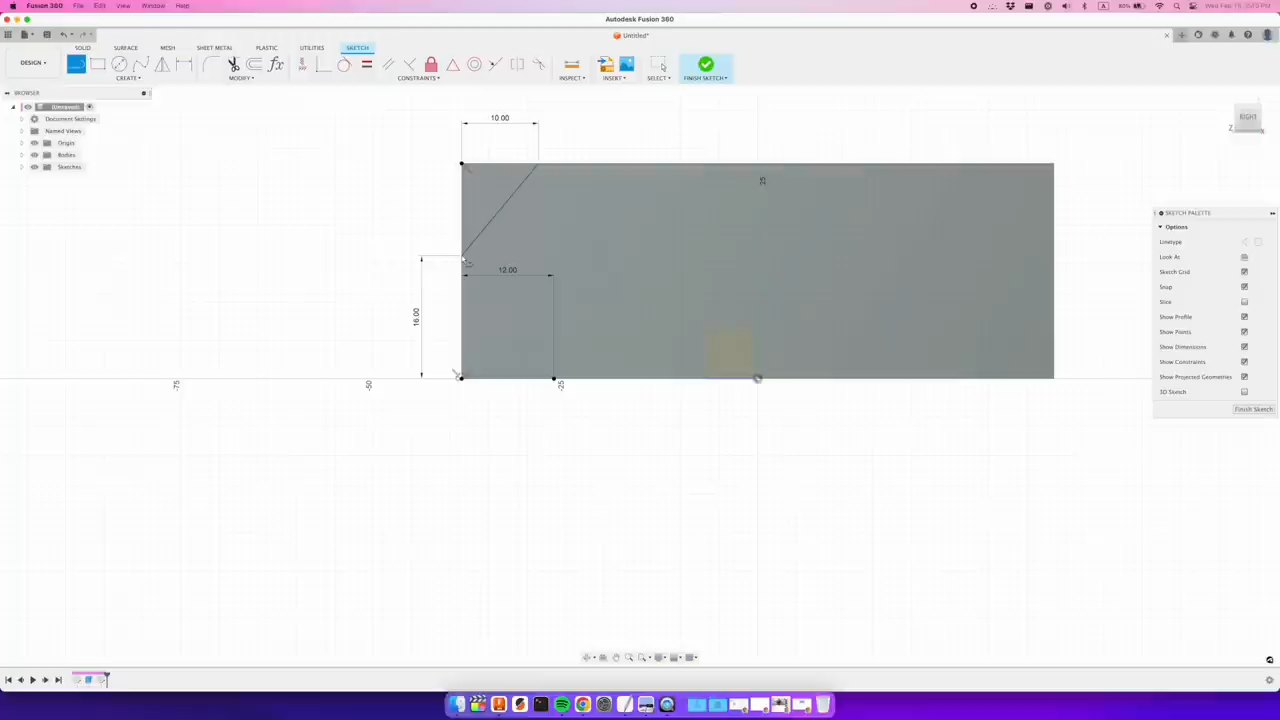 Fusion 360 File Edit View Window Help
80%
Autodesk Fusion 360
Untitled*
SOLID SURFACE MESH SHEET METAL PLASTIC UTILITIES SKETCH
DESIGN
CREATE MODIFY CONSTRAINTS INSPECT INSERT SELECT FINISH SKETCH
BROWSER
(Unsaved)
Document Settings
Named Views
Origin
Bodies
Sketches
RIGHT
Z
X
10.00
25
12.00
16.00
-75
-50
-25
SKETCH PALETTE
Options
Linetype
Look At
Sketch Grid
Snap
Slice
Show Profile
Show Points
Show Dimensions
Show Constraints
Show Projected Geometries
3D Sketch
Finish Sketch